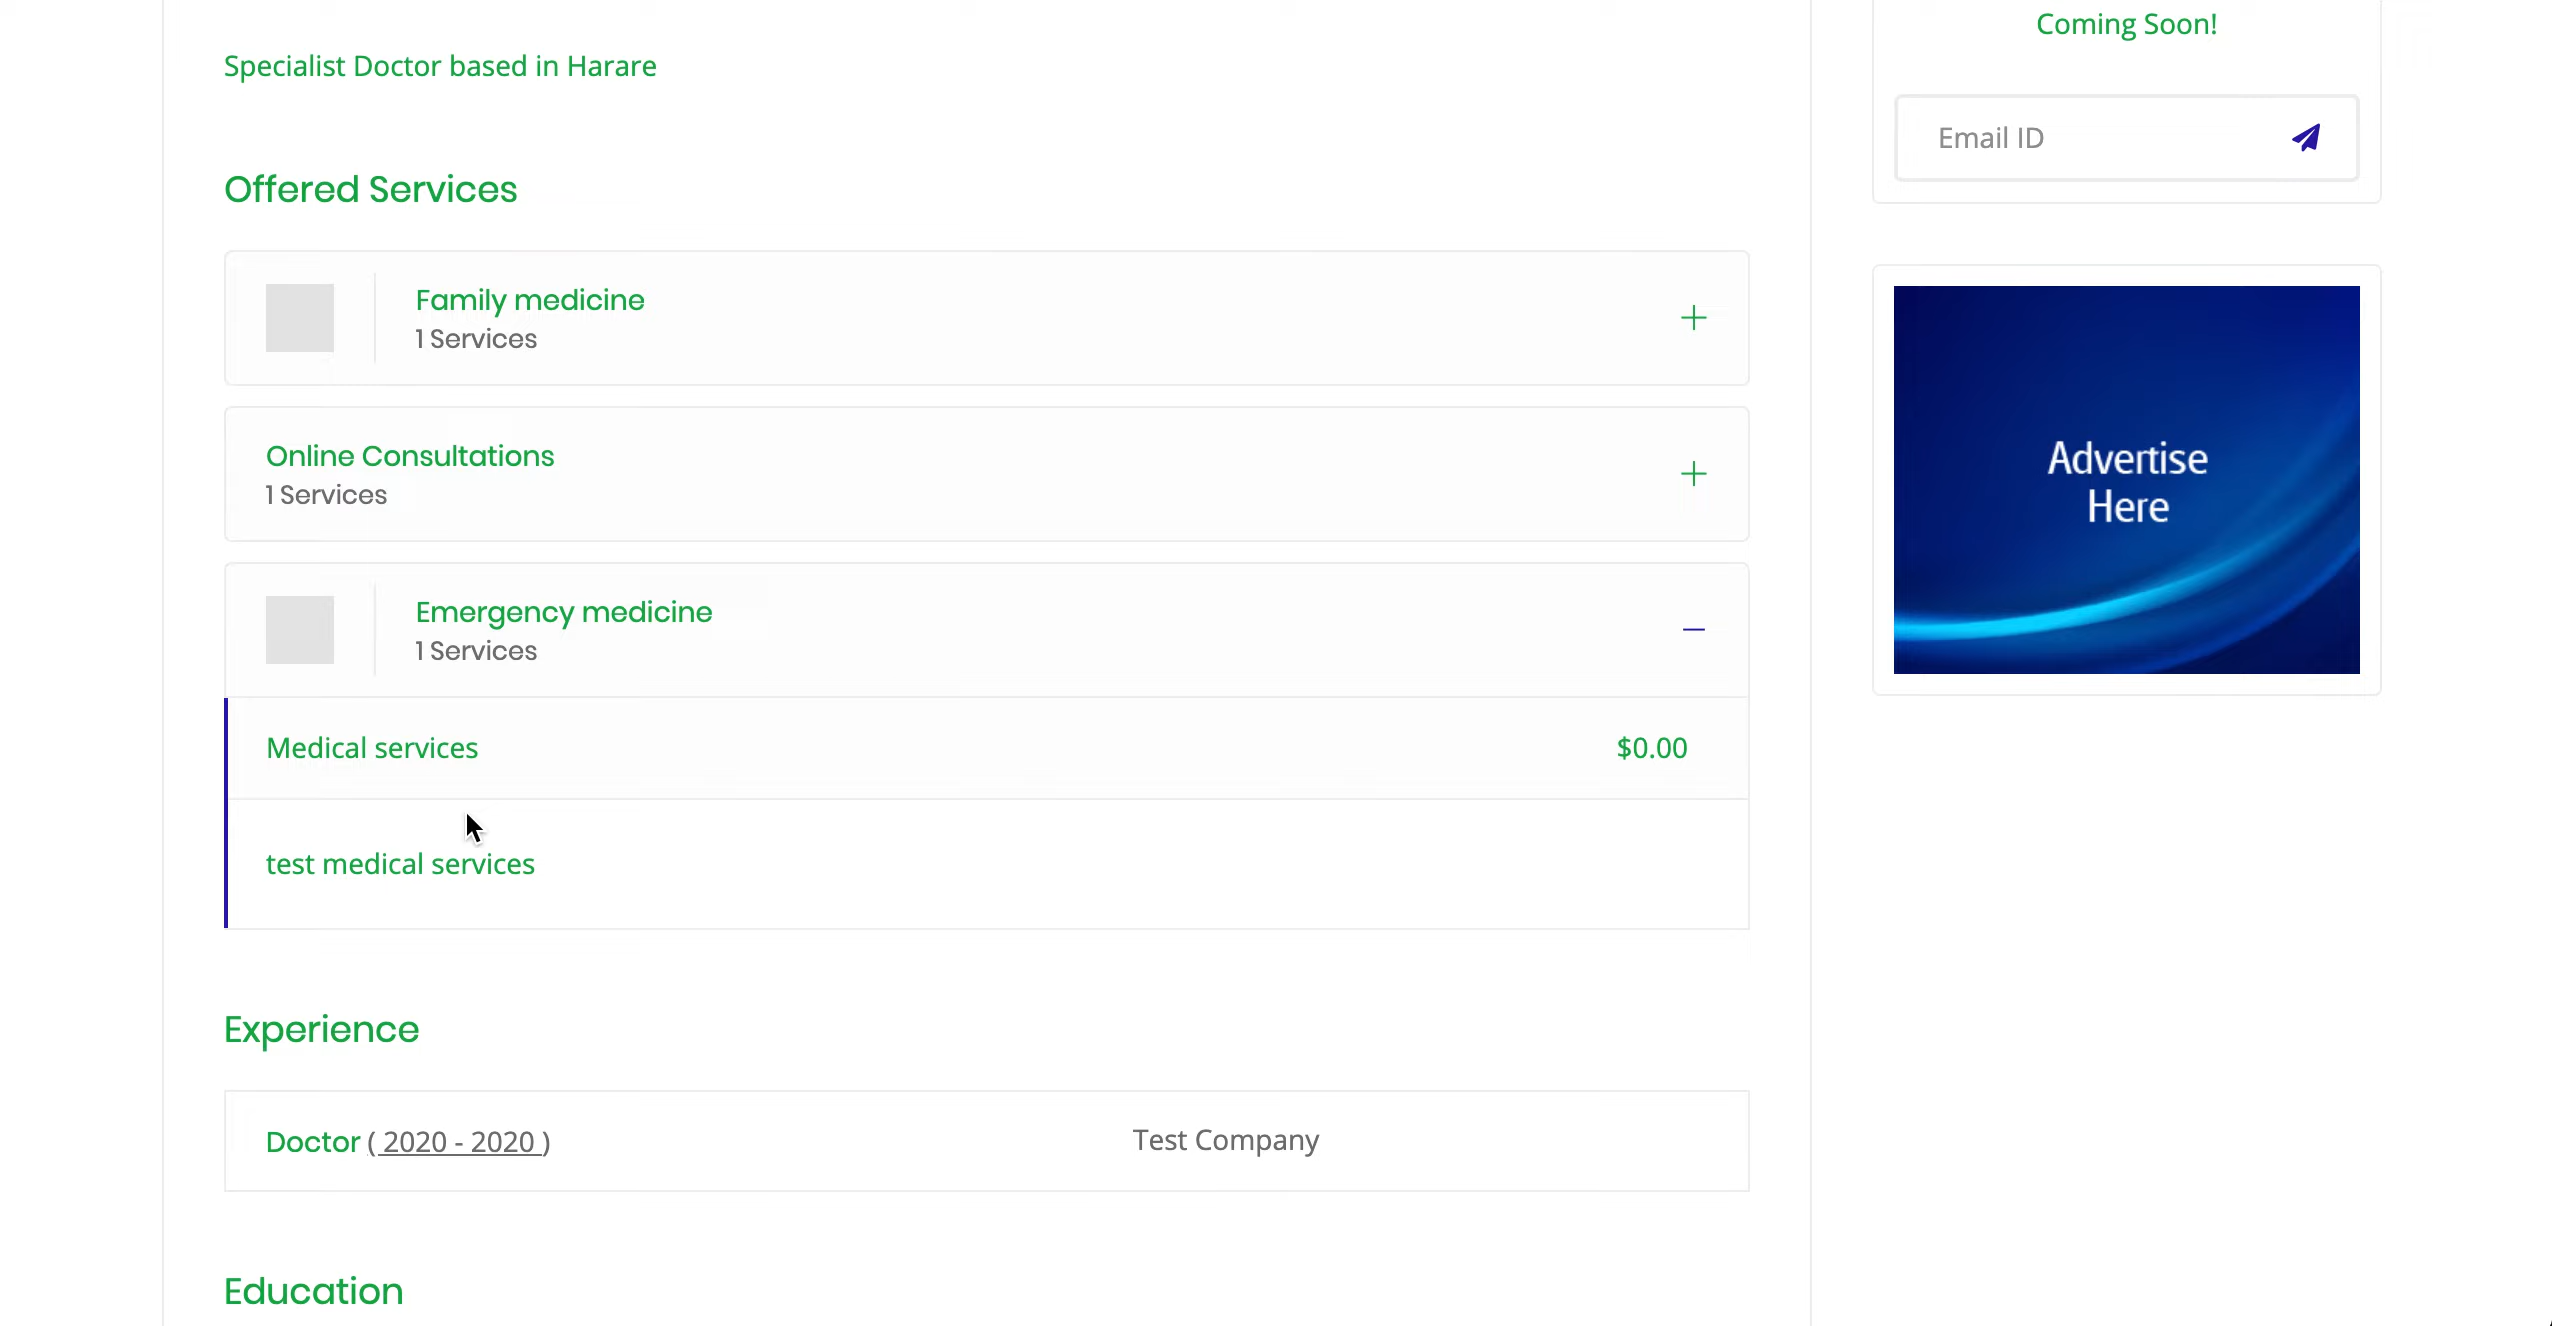 Specialist Doctor based in Harare
Offered Services
Family medicine
1 Services
Online Consultations
1 Services
Emergency medicine
1 Services
Medical services $0.00
test medical services
Experience
Doctor ( 2020 - 2020 ) Test Company
Education
Coming Soon!
Email ID
Advertise
Here